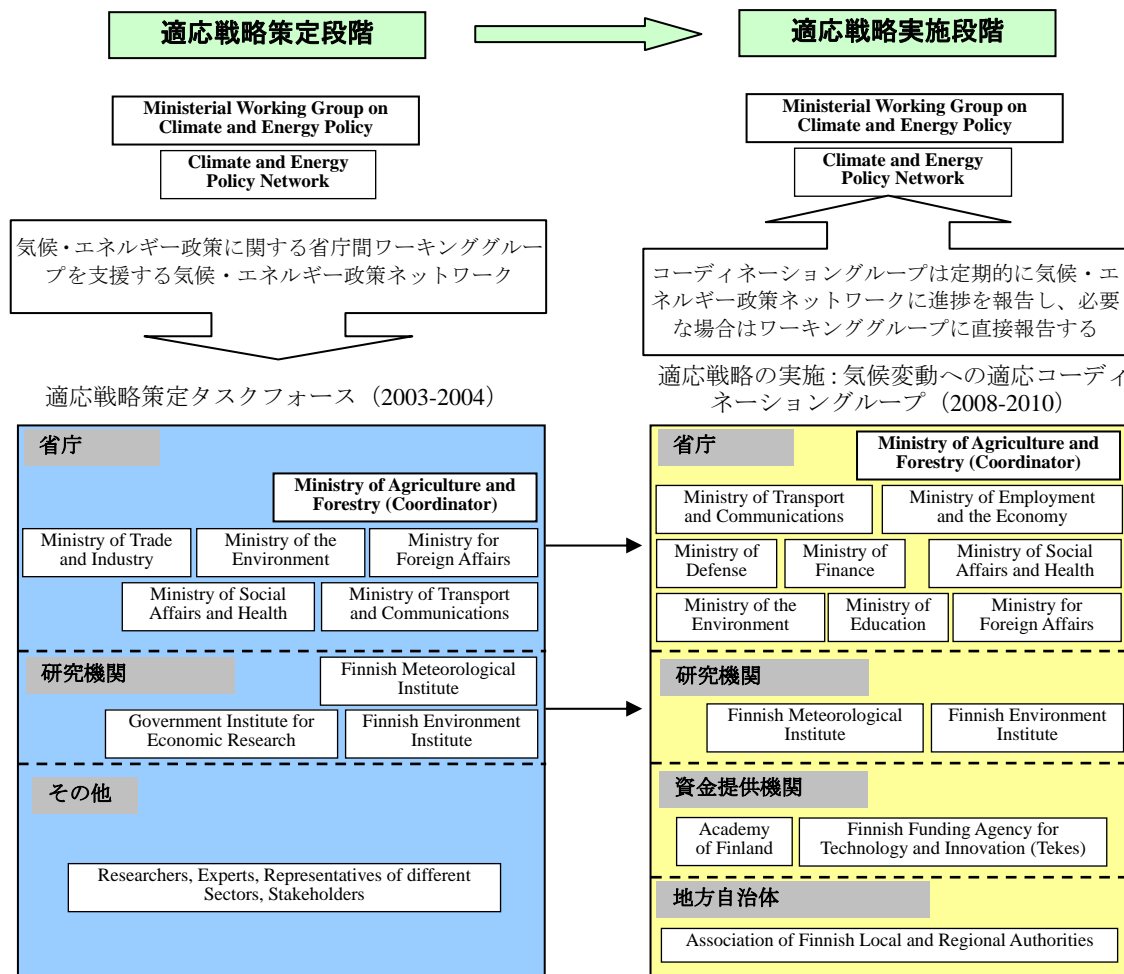 適応戦略策定段階
適応戦略実施段階
Ministerial Working Group on
Climate and Energy Policy
Climate and Energy
Policy Network
Ministerial Working Group on
Climate and Energy Policy
Climate and Energy
Policy Network
気候・エネルギー政策に関する省庁間ワーキンググルー
プを支援する気候・エネルギー政策ネットワーク
コーディネーショングループは定期的に気候・エ
ネルギー政策ネットワークに進捗を報告し、必要
な場合はワーキンググループに直接報告する
適応戦略策定タスクフォース（2003-2004）
適応戦略の実施：気候変動への適応コーディ
ネーショングループ（2008-2010）
省庁
Ministry of Agriculture and
Forestry (Coordinator)
Ministry of Trade
and Industry
Ministry of the
Environment
Ministry for
Foreign Affairs
Ministry of Social
Affairs and Health
Ministry of Transport
and Communications
研究機関
Finnish Meteorological
Institute
Government Institute for
Economic Research
Finnish Environment
Institute
その他
Researchers, Experts, Representatives of different
Sectors, Stakeholders
省庁
Ministry of Agriculture and
Forestry (Coordinator)
Ministry of Transport
and Communications
Ministry of Employment
and the Economy
Ministry of
Defense
Ministry of
Finance
Ministry of Social
Affairs and Health
Ministry of the
Environment
Ministry of
Education
Ministry for
Foreign Affairs
研究機関
Finnish Meteorological
Institute
Finnish Environment
Institute
資金提供機関
Academy
of Finland
Finnish Funding Agency for
Technology and Innovation (Tekes)
地方自治体
Association of Finnish Local and Regional Authorities